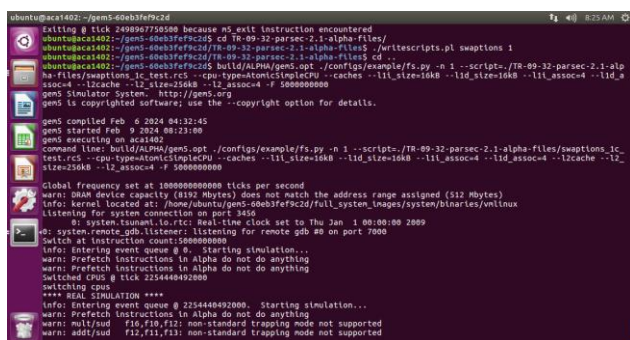 ubuntu@aca1402: ~/gem5-60eb3fef9c2d
8:25 AM
Exiting @ tick 2498967750500 because m5_exit instruction encountered
ubuntu@aca1402:~/gem5-60eb3fef9c2d$ cd TR-09-32-parsec-2.1-alpha-files/
ubuntu@aca1402:~/gem5-60eb3fef9c2d/TR-09-32-parsec-2.1-alpha-files$ ./writescripts.pl swaptions 1
ubuntu@aca1402:~/gem5-60eb3fef9c2d/TR-09-32-parsec-2.1-alpha-files$ cd ..
ubuntu@aca1402:~/gem5-60eb3fef9c2d$ build/ALPHA/gem5.opt ./configs/example/fs.py -n 1 --script=./TR-09-32-parsec-2.1-alp
ha-files/swaptions_1c_test.rcS --cpu-type=AtomicSimpleCPU --caches --l1i_size=16kB --l1d_size=16kB --l1i_assoc=4 --l1d_a
ssoc=4 --l2cache --l2_size=256kB --l2_assoc=4 -F 5000000000
gem5 Simulator System.  http://gem5.org
gem5 is copyrighted software; use the --copyright option for details.
gem5 compiled Feb  6 2024 04:32:45
gem5 started Feb  9 2024 08:23:00
gem5 executing on aca1402
command line: build/ALPHA/gem5.opt ./configs/example/fs.py -n 1 --script=./TR-09-32-parsec-2.1-alpha-files/swaptions_1c_
test.rcS --cpu-type=AtomicSimpleCPU --caches --l1i_size=16kB --l1d_size=16kB --l1i_assoc=4 --l1d_assoc=4 --l2cache --l2_
size=256kB --l2_assoc=4 -F 5000000000
Global frequency set at 1000000000000 ticks per second
warn: DRAM device capacity (8192 Mbytes) does not match the address range assigned (512 Mbytes)
info: kernel located at: /home/ubuntu/gem5-60eb3fef9c2d/full_system_images/system/binaries/vmlinux
Listening for system connection on port 3456
0: system.tsunami.io.rtc: Real-time clock set to Thu Jan  1 00:00:00 2009
0: system.remote_gdb.listener: listening for remote gdb #0 on port 7000
Switch at instruction count:5000000000
info: Entering event queue @ 0.  Starting simulation...
warn: Prefetch instructions in Alpha do not do anything
warn: Prefetch instructions in Alpha do not do anything
Switched CPUS @ tick 2254440492000
switching cpus
**** REAL SIMULATION ****
info: Entering event queue @ 2254440492000.  Starting simulation...
warn: Prefetch instructions in Alpha do not do anything
warn: mult/sud   f16,f10,f12: non-standard trapping mode not supported
warn: addt/sud   f12,f11,f13: non-standard trapping mode not supported